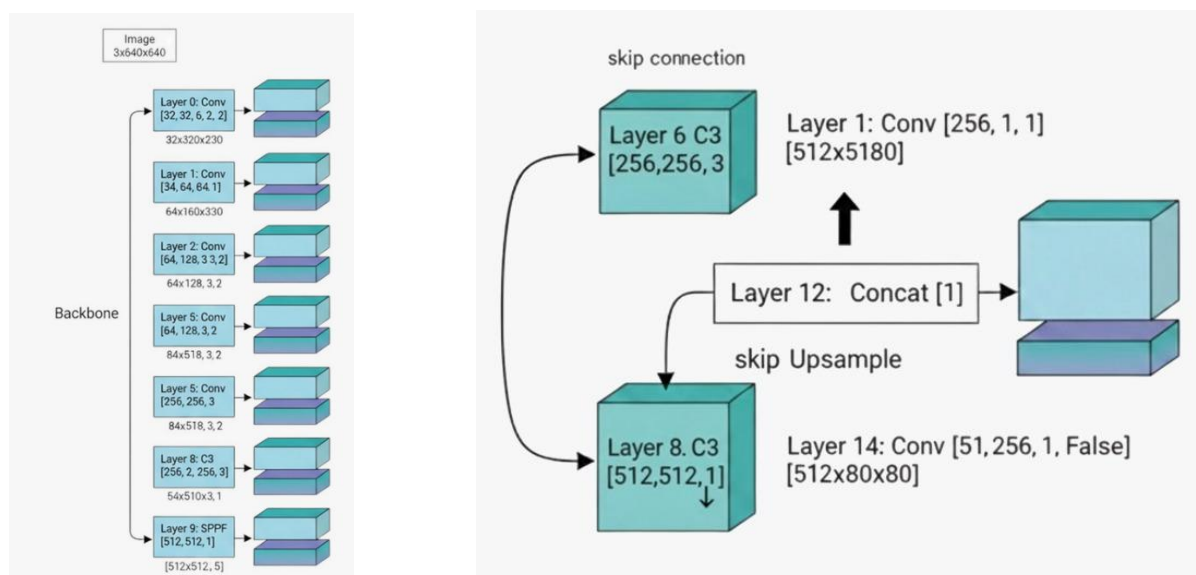 Image
3x640x640
Layer 0: Conv
[32, 32, 6, 2, 2]
32x320x230
Layer 1: Conv
[34, 64, 64.1]
64x160x330
Layer 2: Conv
[64, 128, 3 3,2]
64x128, 3, 2
Backbone
Layer 5: Conv
[64, 128, 3, 2
84x518, 3, 2
Layer 5: Conv
[256, 256, 3
84x518, 3, 2
Layer 8: C3
[256, 2, 256, 3]
54x510x3, 1
Layer 9: SPPF
[512, 512, 1]
[512x512, 5]
skip connection
Layer 6 C3
[256,256, 3
Layer 1: Conv [256, 1, 1]
[512x5180]
Layer 12: Concat [1]
skip Upsample
Layer 8. C3
[512,512,1]
Layer 14: Conv [51, 256, 1, False]
[512x80x80]